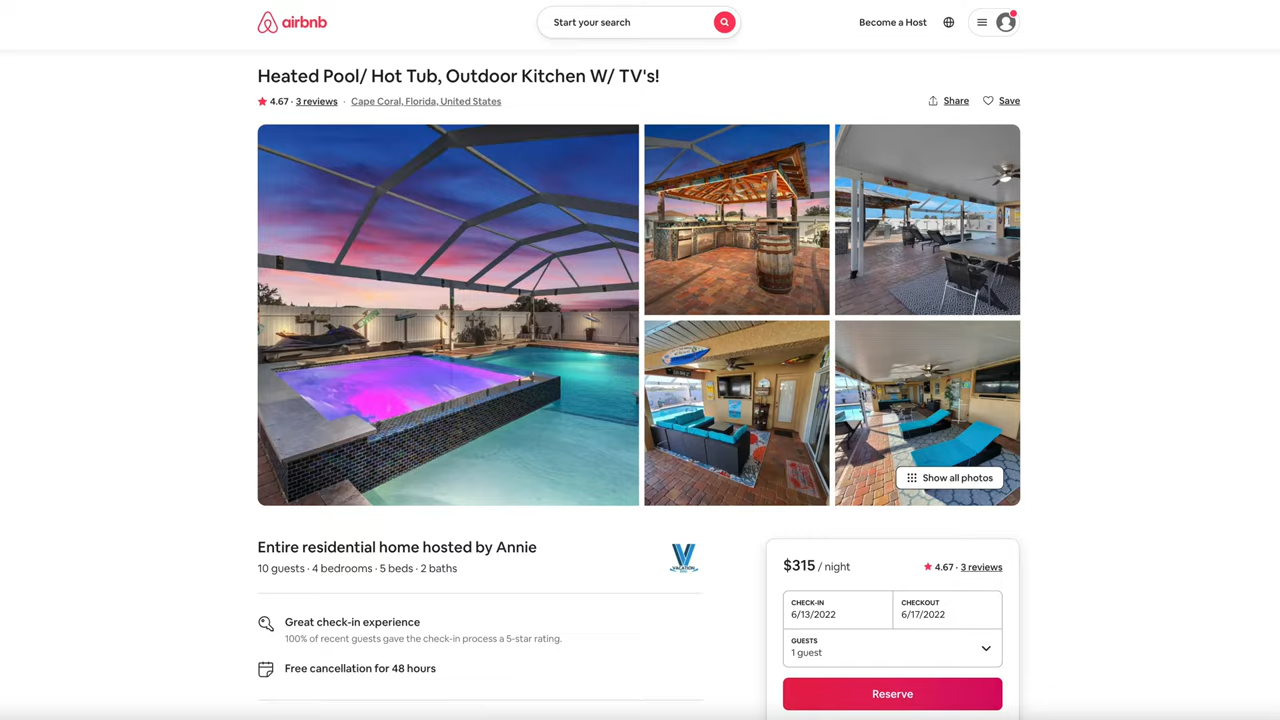 airbnb
Start your search
Become a Host
Heated Pool/ Hot Tub, Outdoor Kitchen W/ TV's!
4.67 · 3 reviews · Cape Coral, Florida, United States
Share
Save
Show all photos
Entire residential home hosted by Annie
10 guests · 4 bedrooms · 5 beds · 2 baths
VACATION
Great check-in experience
100% of recent guests gave the check-in process a 5-star rating.
Free cancellation for 48 hours
$315 / night
4.67 · 3 reviews
CHECK-IN
6/13/2022
CHECKOUT
6/17/2022
GUESTS
1 guest
Reserve